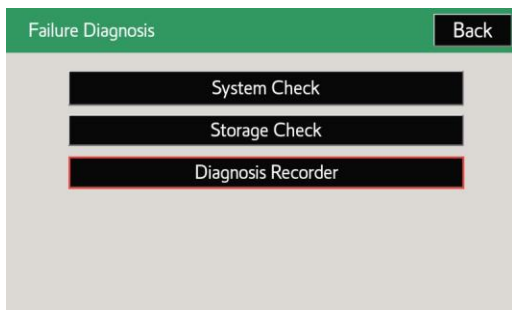 Failure Diagnosis
Back
System Check
Storage Check
Diagnosis Recorder